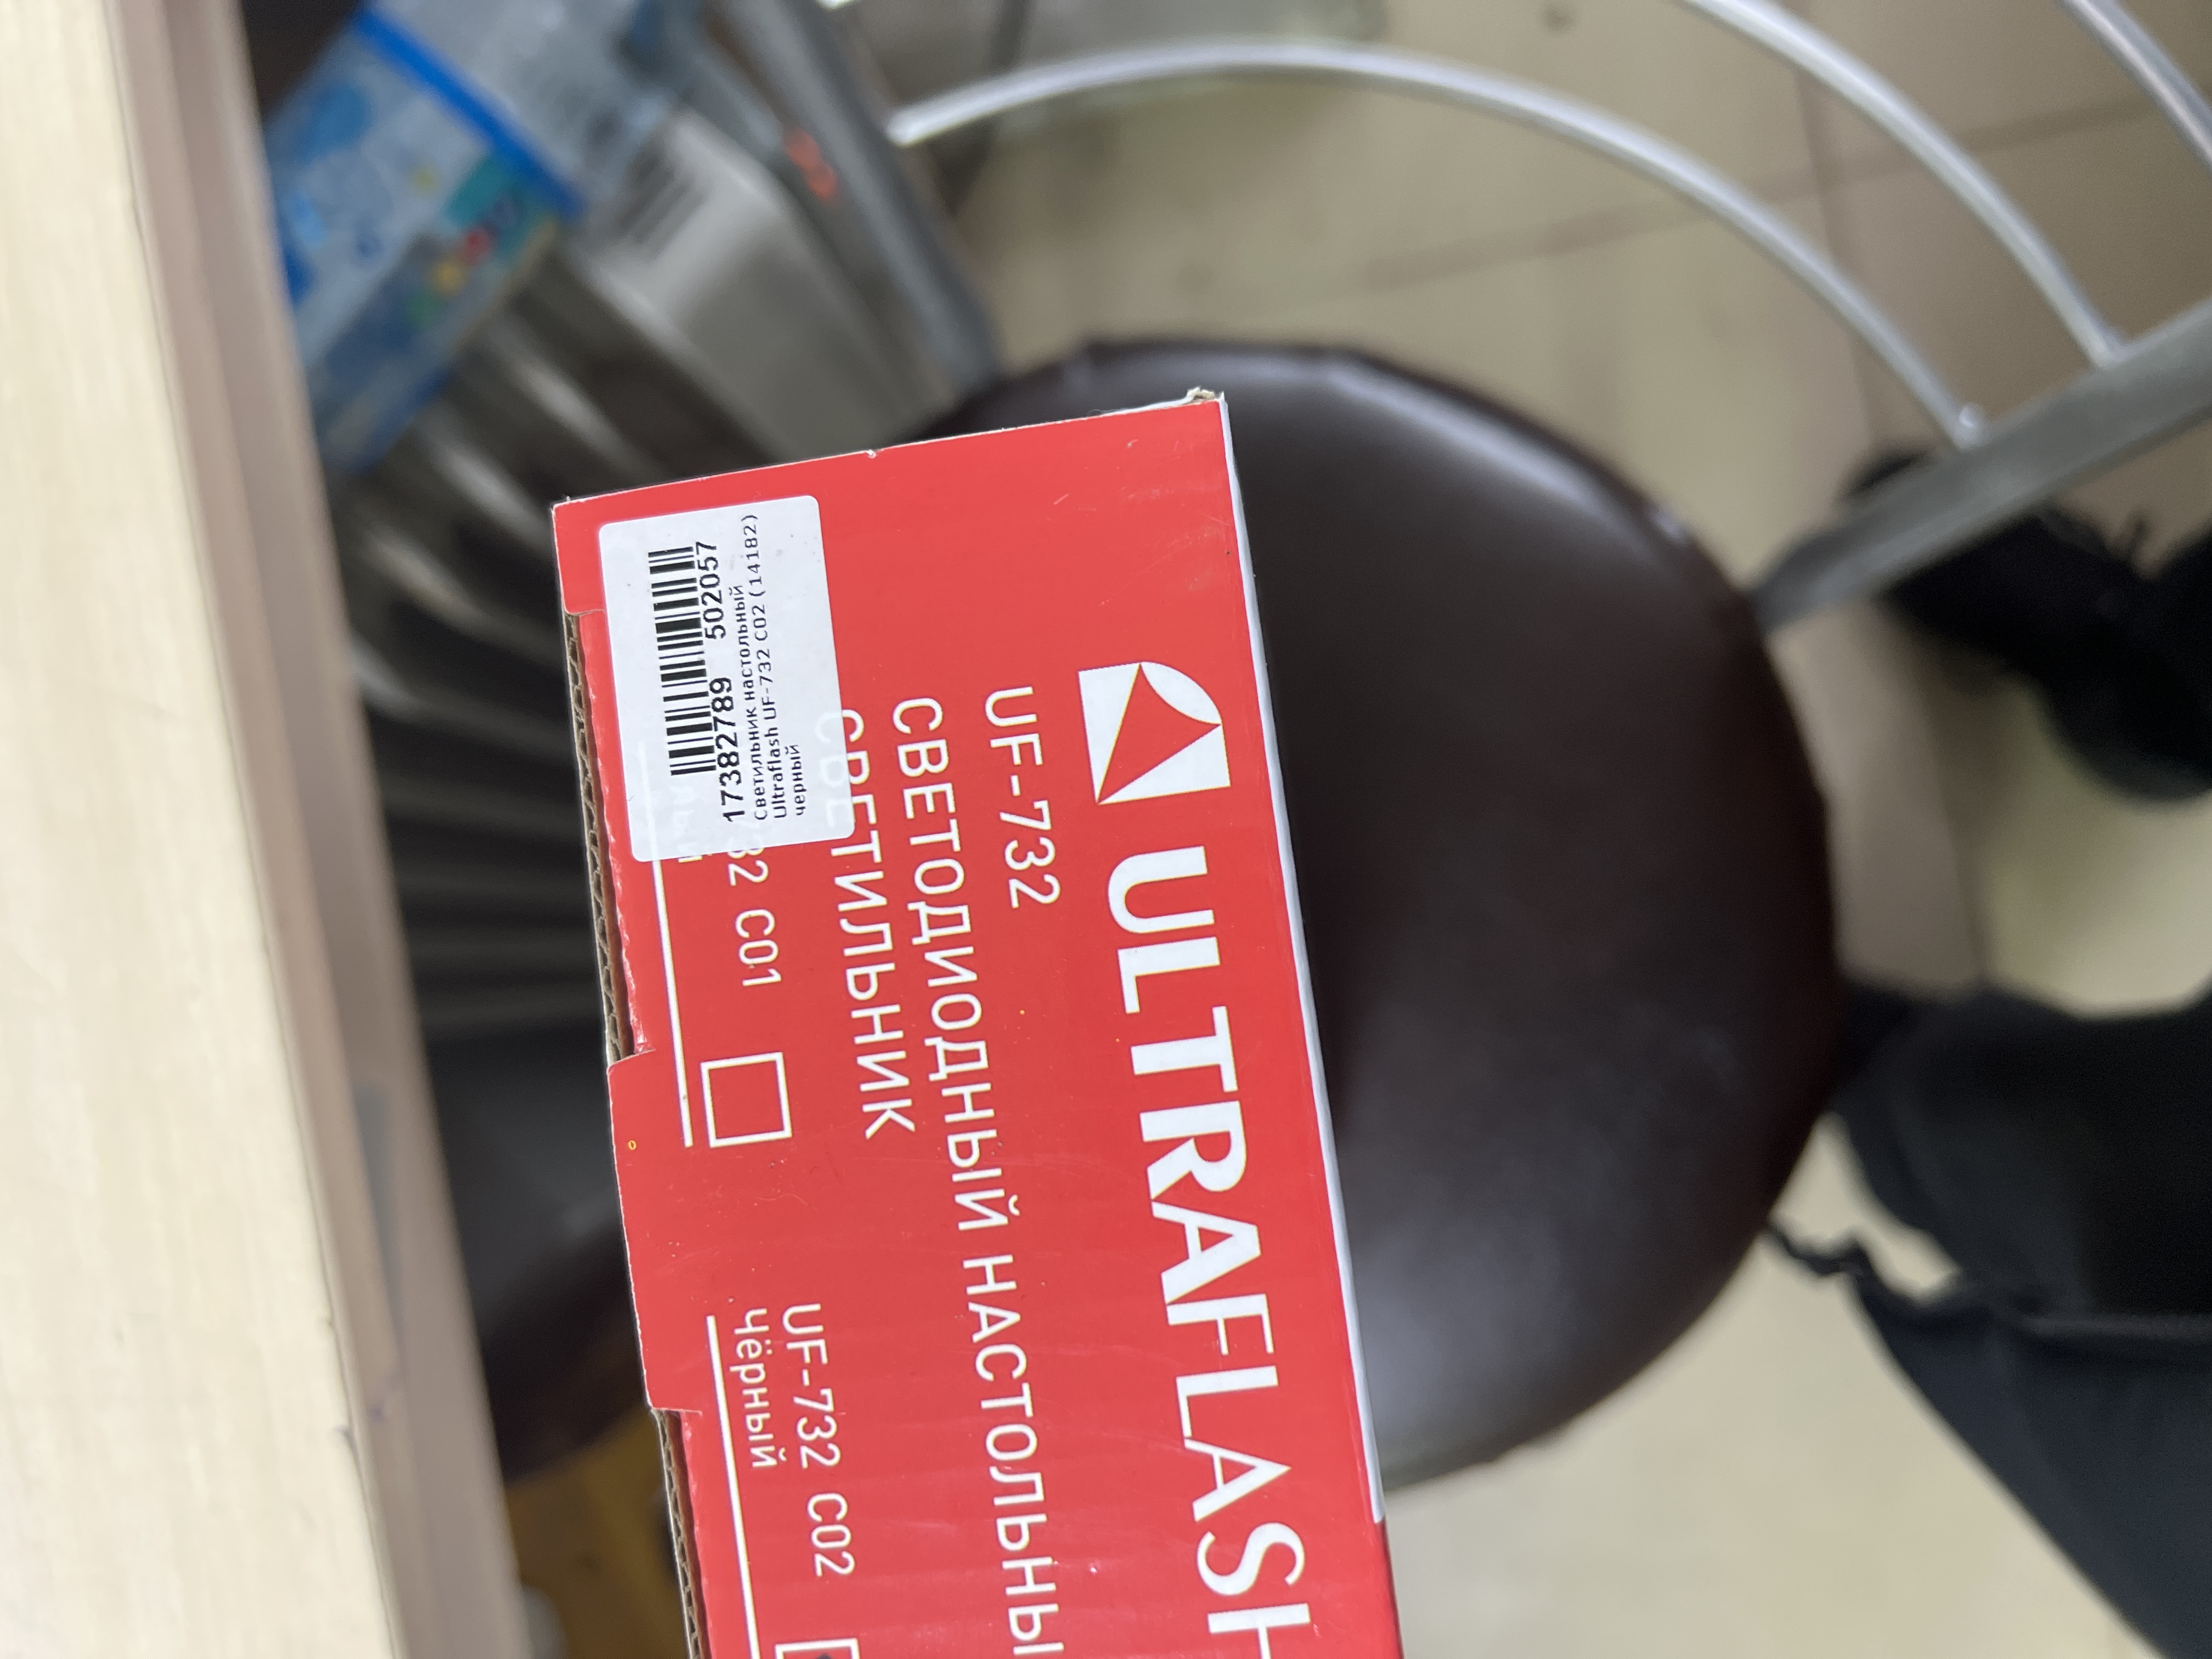 ULTRAFLASH
UF-732
СВЕТОДИОДНЫЙ НАСТОЛЬНЫ
СВЕТИЛЬНИК
32 C01
UF-732 C02
Чёрный
17382789 502057
Светильник настольный
Ultraflash UF-732 C02 (14182)
черный